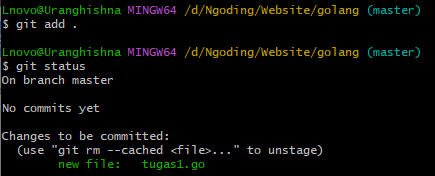 Lnovo@Uranghishna MINGW64 /d/Ngoding/Website/golang (master)
$ git add .
Lnovo@Uranghishna MINGW64 /d/Ngoding/Website/golang (master)
$ git status
On branch master
No commits yet
Changes to be committed:
  (use "git rm --cached <file>..." to unstage)
        new file:   tugas1.go